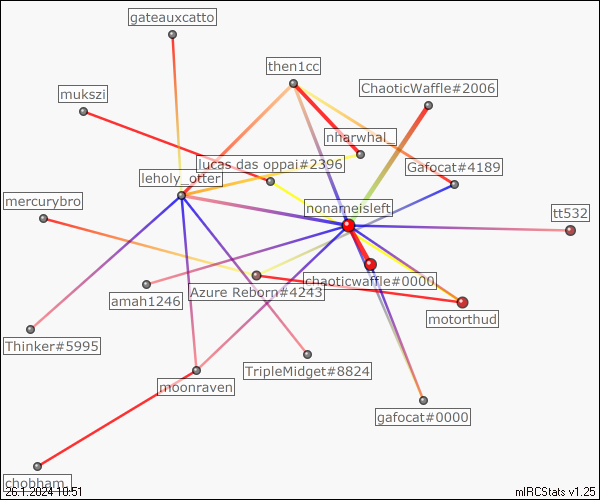 gateauxcatto
then1cc
ChaoticWaffle#2006
mukszi
nharwhal_
lucas das oppai#2396
Gafocat#4189
leholy_otter
mercurybro
nonameisleft
tt532
chaoticwaffle#0000
Azure Reborn#4243
amah1246
motorthud
Thinker#5995
TripleMidget#8824
moonraven
gafocat#0000
chobham_
26.1.2024 10:51
mIRCStats v1.25